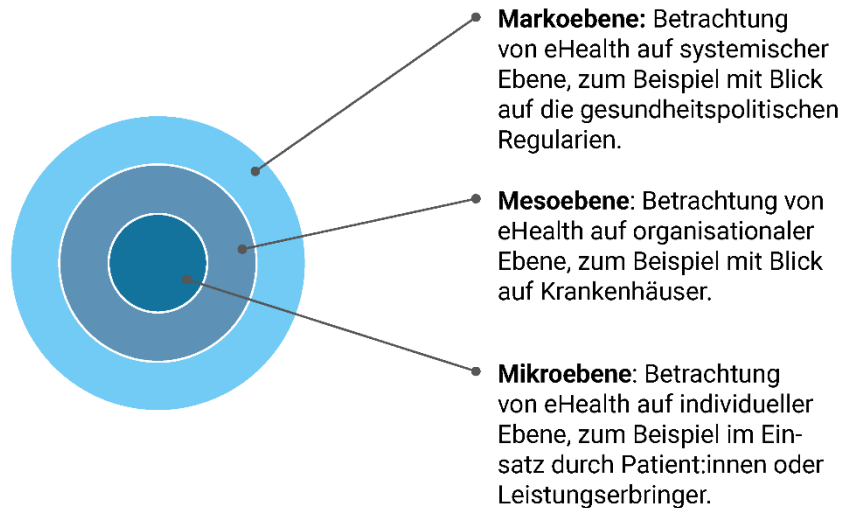 Markoebene: Betrachtung
von eHealth auf systemischer
Ebene, zum Beispiel mit Blick
auf die gesundheitspolitischen
Regularien.
Mesoebene: Betrachtung von
eHealth auf organisationaler
Ebene, zum Beispiel mit Blick
auf Krankenhäuser.
Mikroebene: Betrachtung
von eHealth auf individueller
Ebene, zum Beispiel im Ein-
satz durch Patient:innen oder
Leistungserbringer.